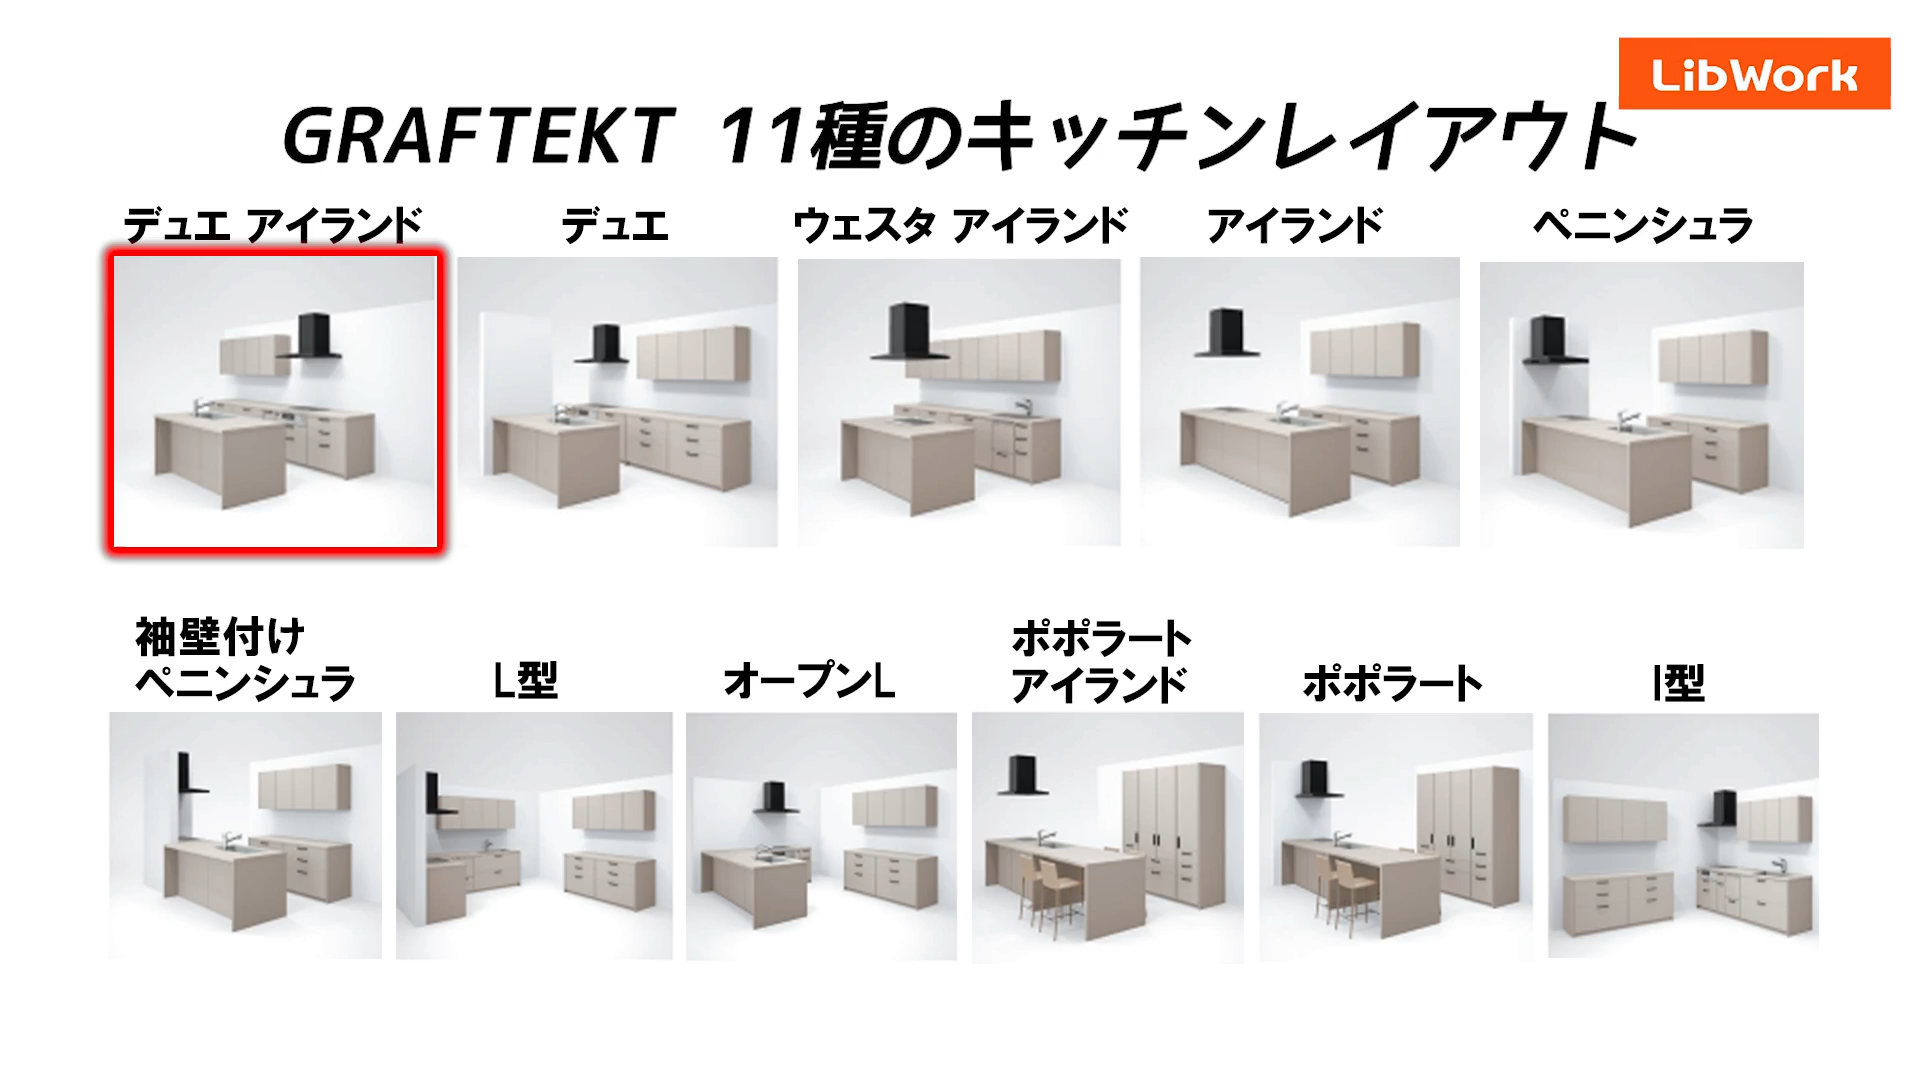 LibWork
GRAFTEKT 11種のキッチンレイアウト
デュエ アイランド
デュエ
ウェスタ アイランド
アイランド
ペニンシュラ
袖壁付け
ペニンシュラ
L型
オープンL
ポポラート
アイランド
ポポラート
I型